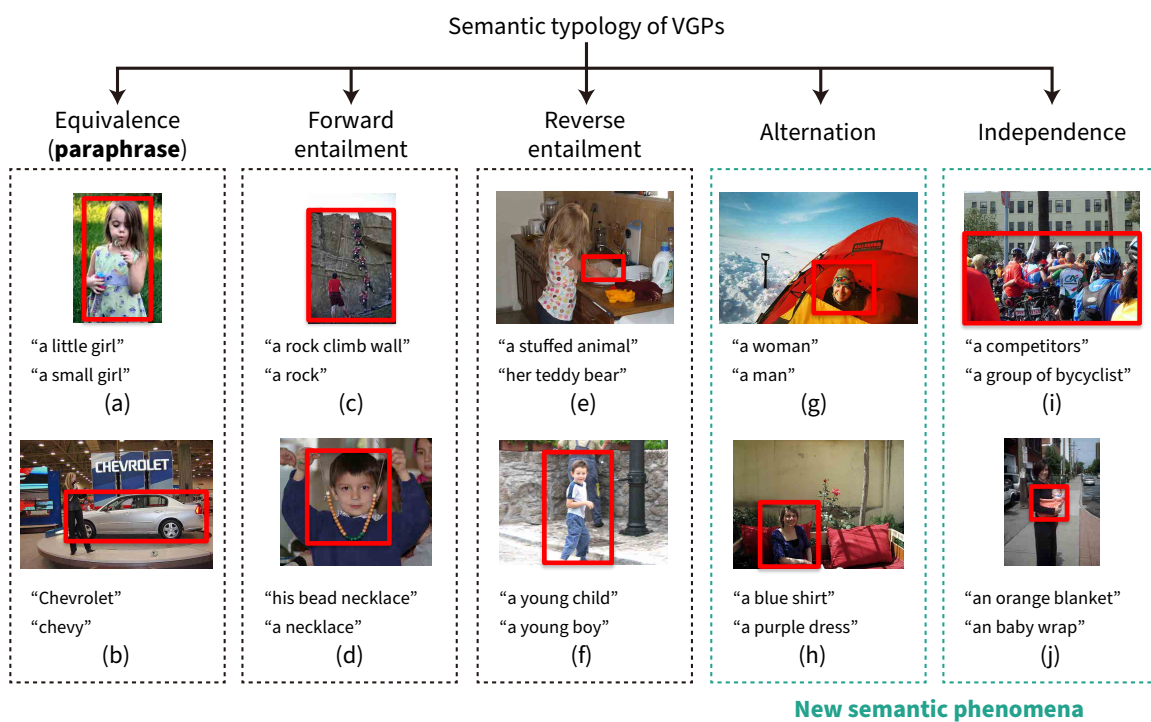 Semantic typology of VGPs
Equivalence
(paraphrase)
Forward
entailment
Reverse
entailment
Alternation
Independence
“a little girl”
“a small girl”
(a)
“a rock climb wall”
“a rock”
(c)
“a stuffed animal”
“her teddy bear”
(e)
“a woman”
“a man”
(g)
“a competitors”
“a group of bycyclist”
(i)
CHEVROLET
“Chevrolet”
“chevy”
(b)
“his bead necklace”
“a necklace”
(d)
“a young child”
“a young boy”
(f)
“a blue shirt”
“a purple dress”
(h)
“an orange blanket”
“an baby wrap”
(j)
New semantic phenomena